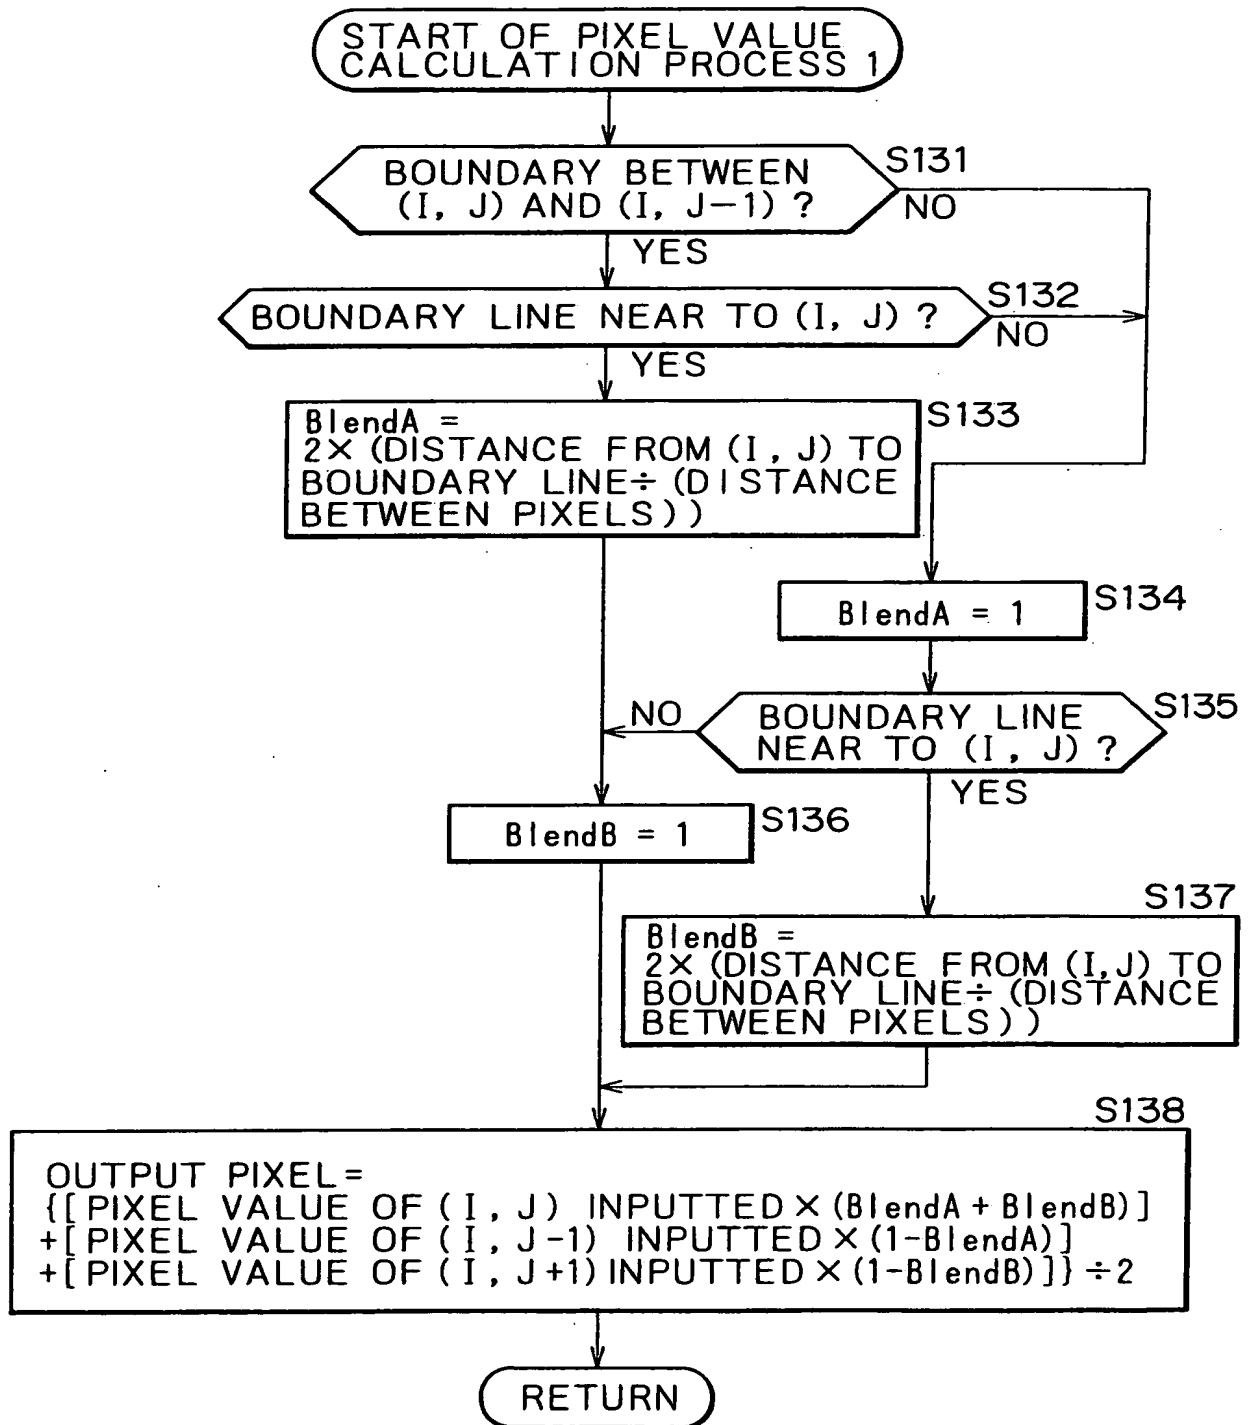 START OF PIXEL VALUE
CALCULATION PROCESS 1
BOUNDARY BETWEEN
(I, J) AND (I, J-1) ?
S131
NO
YES
BOUNDARY LINE NEAR TO (I, J) ?
S132
NO
YES
BlendA =
2× (DISTANCE FROM (I, J) TO
BOUNDARY LINE÷ (DISTANCE
BETWEEN PIXELS))
S133
BlendA = 1
S134
BOUNDARY LINE
NEAR TO (I, J) ?
S135
NO
YES
BlendB = 1
S136
S137
BlendB =
2× (DISTANCE FROM (I,J) TO
BOUNDARY LINE÷ (DISTANCE
BETWEEN PIXELS))
S138
OUTPUT PIXEL=
{[PIXEL VALUE OF (I, J) INPUTTED × (BlendA + BlendB)]
+[PIXEL VALUE OF (I, J-1) INPUTTED × (1-BlendA)]
+[PIXEL VALUE OF (I, J+1) INPUTTED × (1-BlendB)]} ÷2
RETURN